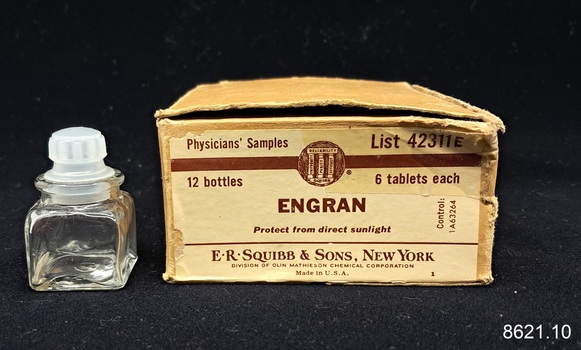 Physicians' Samples
List 42311E
RELIABILITY
®
12 bottles
6 tablets each
ENGRAN
Protect from direct sunlight
Control:
1A63264
E·R·SQUIBB & SONS, NEW YORK
DIVISION OF OLIN MATHIESON CHEMICAL CORPORATION
Made in U.S.A.
1
8621.10